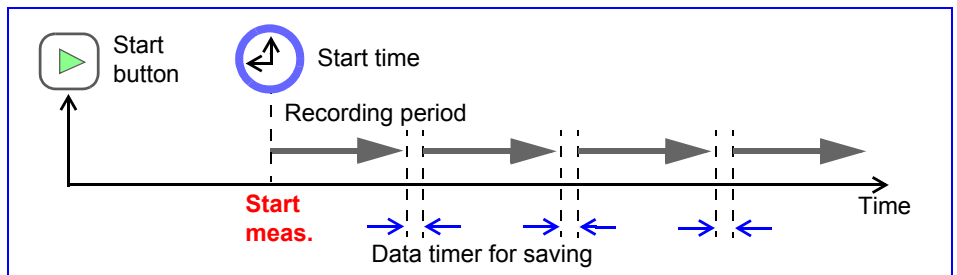 Start
button
Start time
Recording period
Start
meas.
Time
Data timer for saving